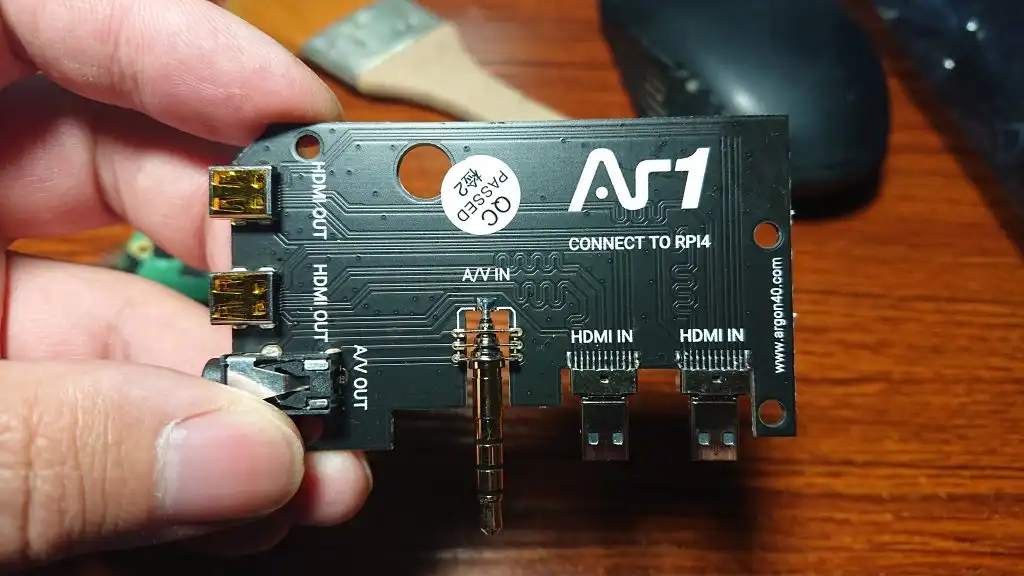 HDMI OUT
HDMI OUT
A/V OUT
QC
PASSED
检2
A/V IN
Ar1
CONNECT TO RPI4
HDMI IN
HDMI IN
www.argon40.com